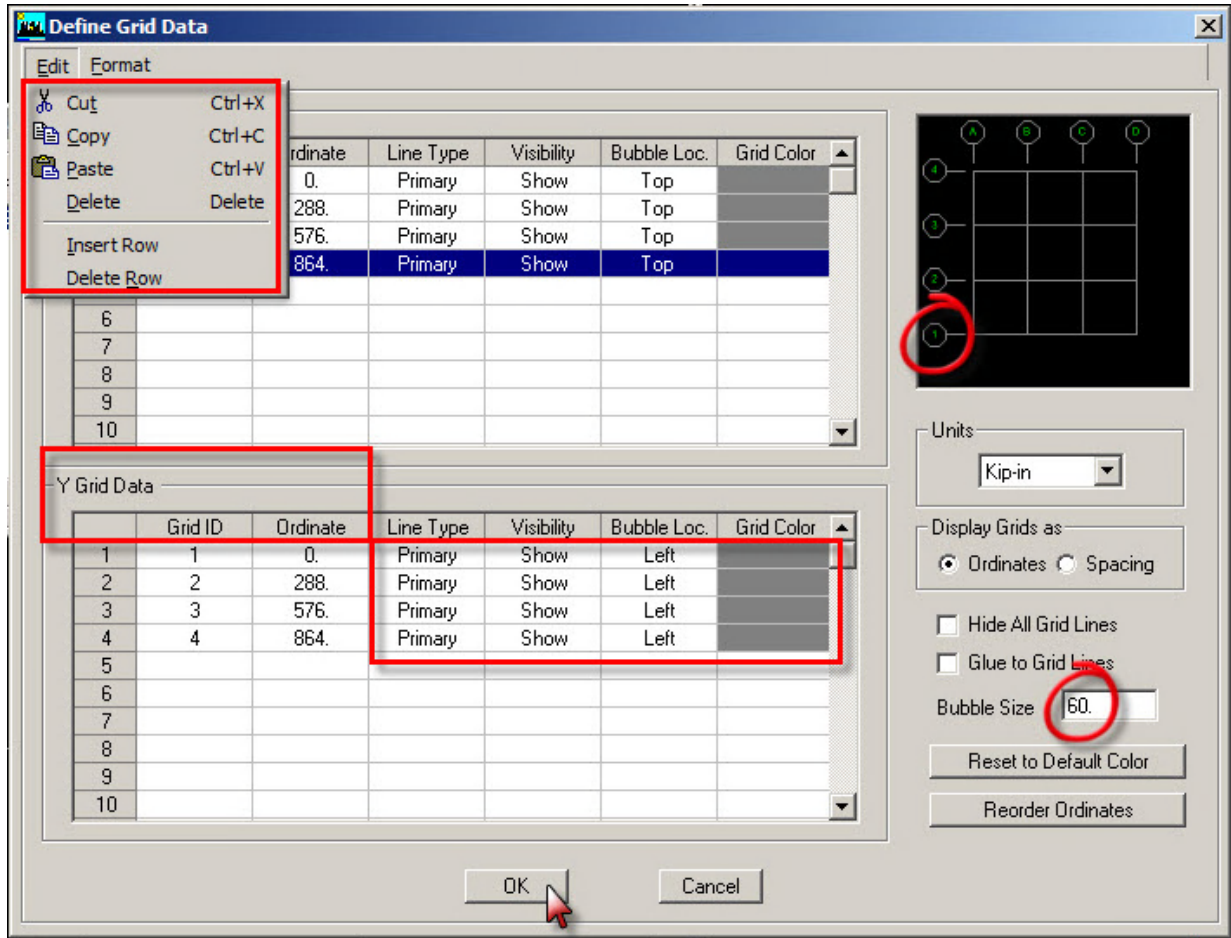 Define Grid Data
Edit Format
Cut Ctrl+X
Copy Ctrl+C
Paste Ctrl+V
Delete Delete
Insert Row
Delete Row
rdinate Line Type Visibility Bubble Loc. Grid Color
0. Primary Show Top
288. Primary Show Top
576. Primary Show Top
864. Primary Show Top
6
7
8
9
10
Y Grid Data
Grid ID Ordinate Line Type Visibility Bubble Loc. Grid Color
1 1 0. Primary Show Left
2 2 288. Primary Show Left
3 3 576. Primary Show Left
4 4 864. Primary Show Left
5
6
7
8
9
10
A B C D
4
3
2
1
Units
Kip-in
Display Grids as
Ordinates Spacing
Hide All Grid Lines
Glue to Grid Lines
Bubble Size 60.
Reset to Default Color
Reorder Ordinates
OK Cancel